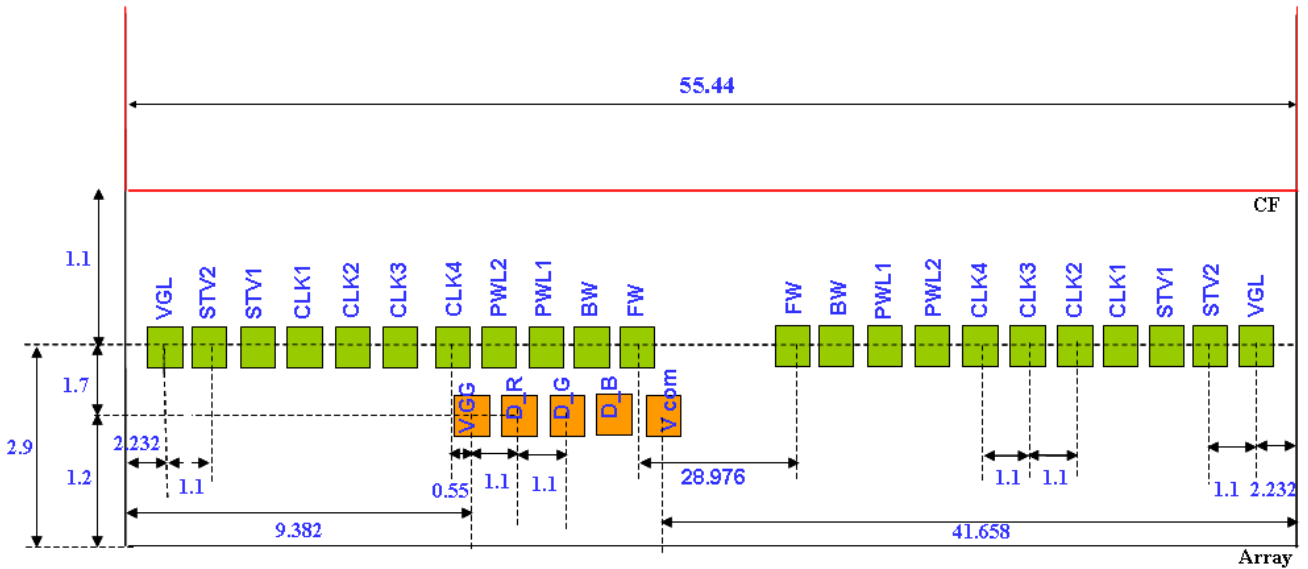 55.44
CF
1.1
VGL
STV2
STV1
CLK1
CLK2
CLK3
CLK4
PWL2
PWL1
BW
FW
FW
BW
PWL1
PWL2
CLK4
CLK3
CLK2
CLK1
STV1
STV2
VGL
1.7
VGG
D_R
D_G
D_B
V com
2.9
2.232
1.2
1.1
0.55
1.1
1.1
28.976
1.1
1.1
1.1
2.232
9.382
41.658
Array